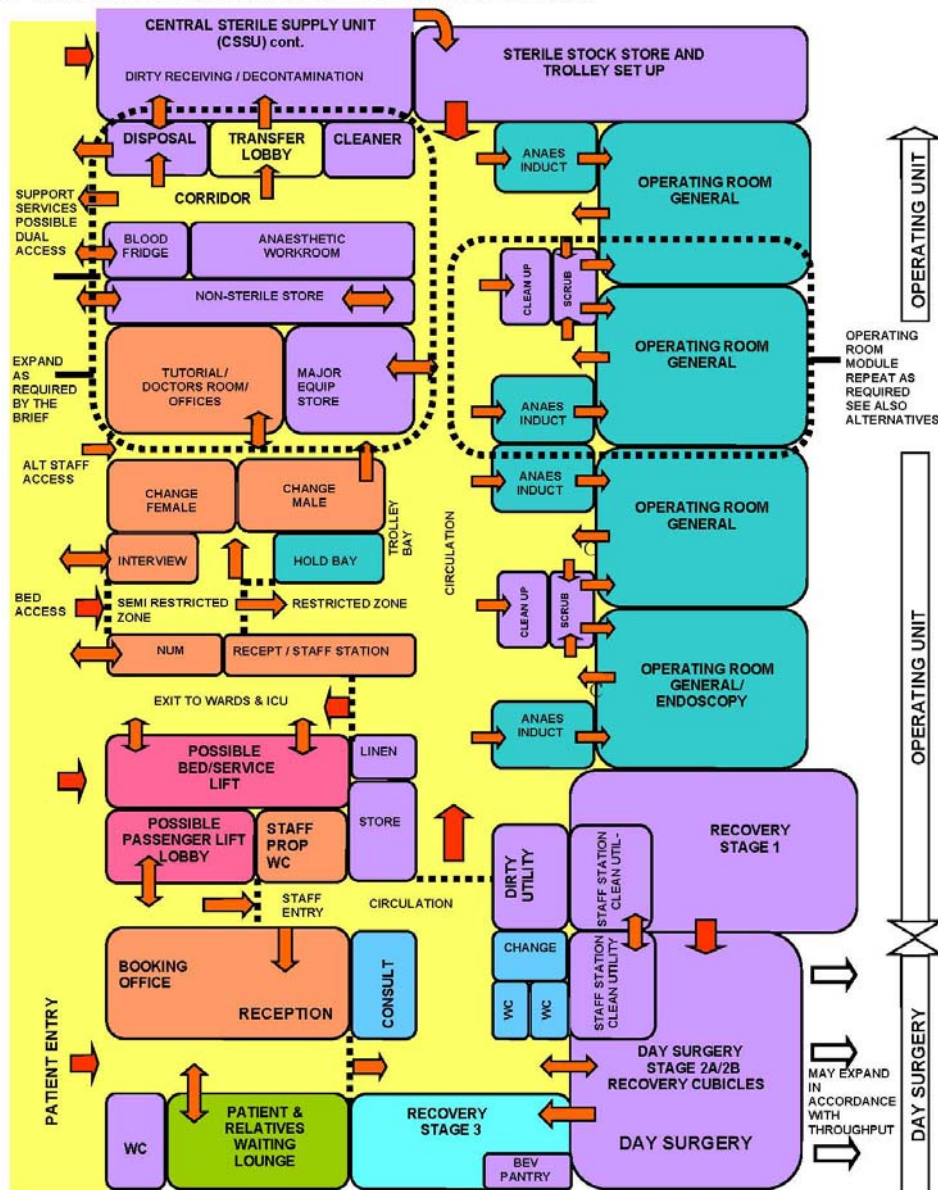 CENTRAL STERILE SUPPLY UNIT
(CSSU) cont.
DIRTY RECEIVING / DECONTAMINATION
STERILE STOCK STORE AND
TROLLEY SET UP
DISPOSAL
TRANSFER
LOBBY
CLEANER
CORRIDOR
SUPPORT
SERVICES
POSSIBLE
DUAL
ACCESS
BLOOD
FRIDGE
ANAESTHETIC
WORKROOM
NON-STERILE STORE
EXPAND
AS
REQUIRED
BY THE
BRIEF
TUTORIAL/
DOCTORS ROOM/
OFFICES
MAJOR
EQUIP
STORE
ALT STAFF
ACCESS
CHANGE
FEMALE
CHANGE
MALE
TROLLEY
BAY
INTERVIEW
HOLD BAY
BED
ACCESS
SEMI RESTRICTED
ZONE
RESTRICTED ZONE
NUM
RECEPT / STAFF STATION
EXIT TO WARDS & ICU
POSSIBLE
BED/SERVICE
LIFT
LINEN
POSSIBLE
PASSENGER LIFT
LOBBY
STAFF
PROP
WC
STORE
STAFF
ENTRY
CIRCULATION
CIRCULATION
ANAES
INDUCT
OPERATING ROOM
GENERAL
CLEAN UP
SCRUB
OPERATING ROOM
GENERAL
ANAES
INDUCT
ANAES
INDUCT
OPERATING ROOM
GENERAL
CLEAN UP
SCRUB
OPERATING ROOM
GENERAL/
ENDOSCOPY
ANAES
INDUCT
OPERATING UNIT
OPERATING
ROOM
MODULE
REPEAT AS
REQUIRED
SEE ALSO
ALTERNATIVES
OPERATING UNIT
RECOVERY
STAGE 1
DIRTY
UTILITY
STAFF STATION
CLEAN UTIL-
BOOKING
OFFICE
RECEPTION
CONSULT
CHANGE
WC
WC
STAFF STATION
CLEAN UTILITY
PATIENT ENTRY
DAY SURGERY
STAGE 2A/2B
RECOVERY CUBICLES
DAY SURGERY
MAY EXPAND
IN
ACCORDANCE
WITH
THROUGHPUT
DAY SURGERY
WC
PATIENT &
RELATIVES
WAITING
LOUNGE
RECOVERY
STAGE 3
BEV
PANTRY